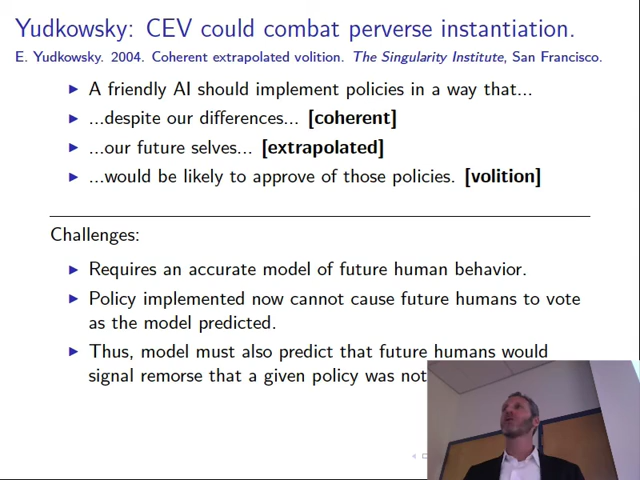 Yudkowsky: CEV could combat perverse instantiation.
E. Yudkowsky. 2004. Coherent extrapolated volition. The Singularity Institute, San Francisco.
▶ A friendly AI should implement policies in a way that...
▶ ...despite our differences... [coherent]
▶ ...our future selves... [extrapolated]
▶ ...would be likely to approve of those policies. [volition]
Challenges:
▶ Requires an accurate model of future human behavior.
▶ Policy implemented now cannot cause future humans to vote
as the model predicted.
▶ Thus, model must also predict that future humans would
signal remorse that a given policy was not